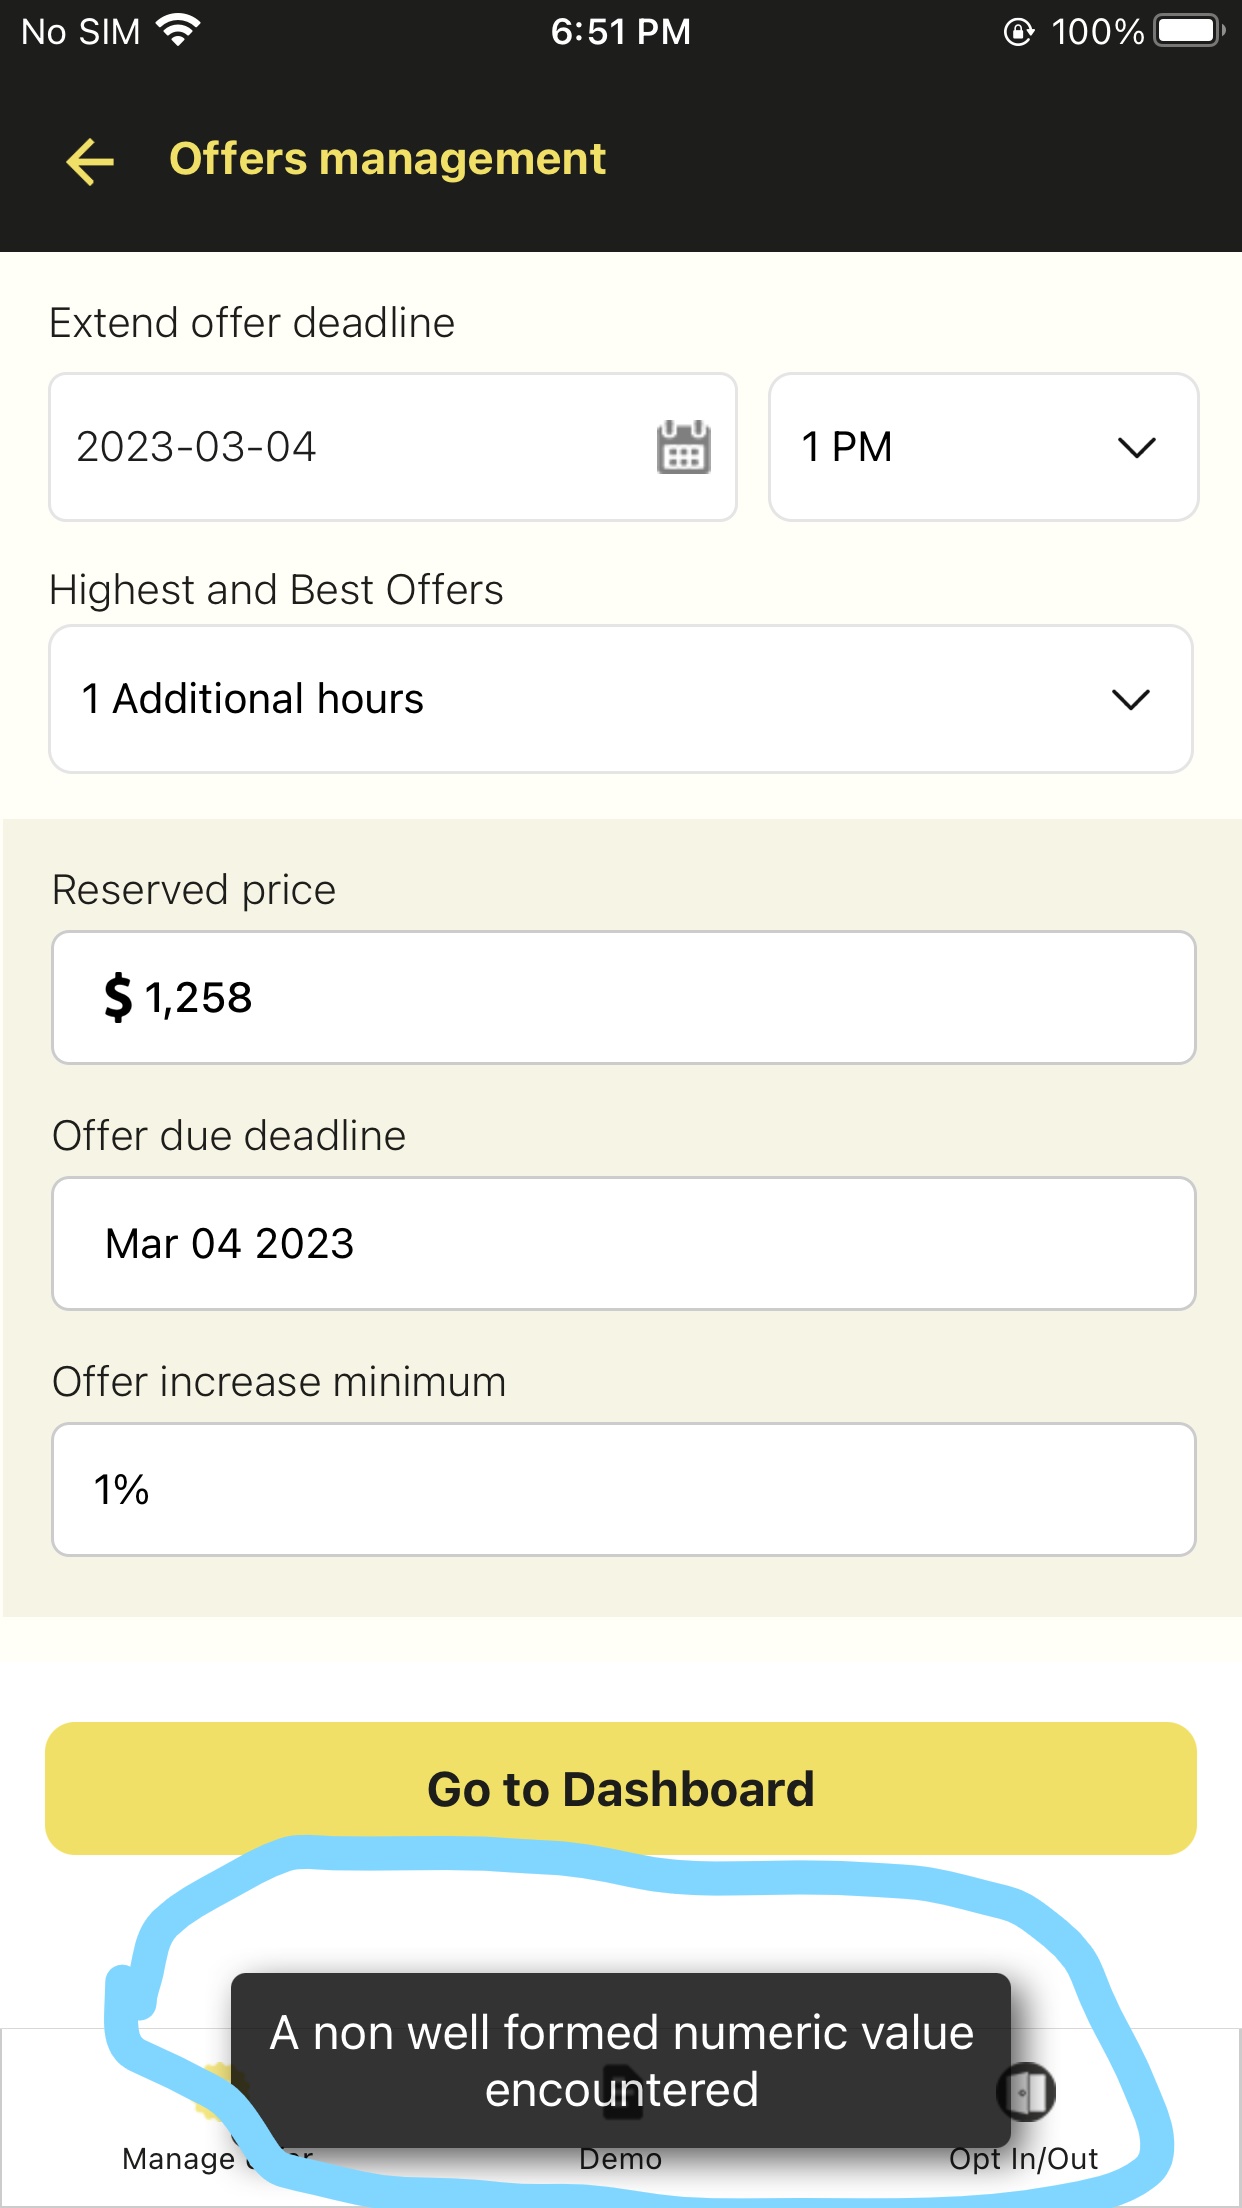 No SIM 6:51 PM 100%
Offers management
Extend offer deadline
2023-03-04 1 PM
Highest and Best Offers
1 Additional hours
Reserved price
$ 1,258
Offer due deadline
Mar 04 2023
Offer increase minimum
1%
Go to Dashboard
A non well formed numeric value
encountered
Manage Demo Opt In/Out